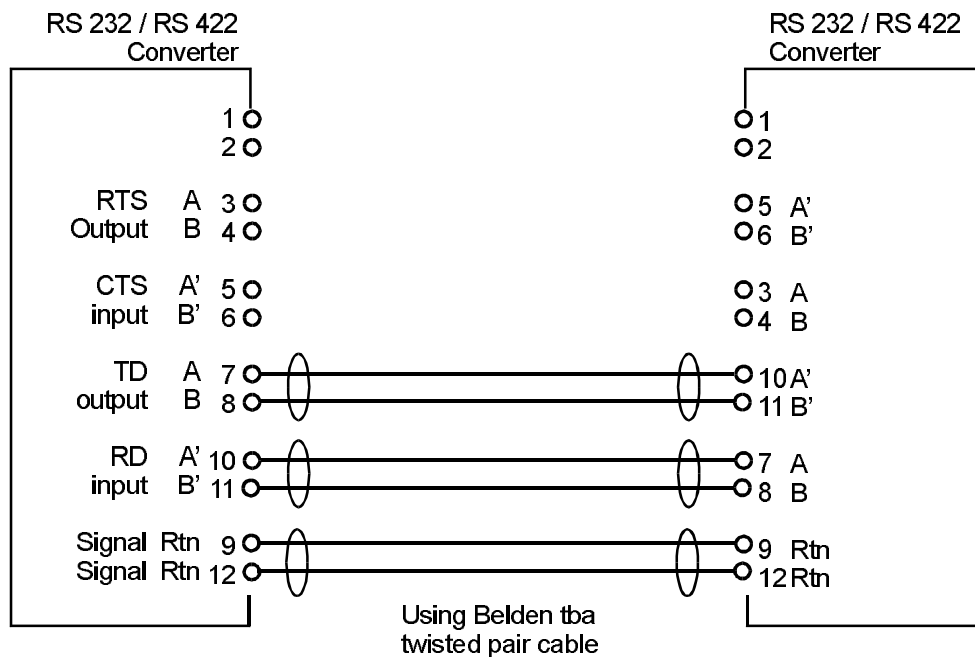 RS 232 / RS 422
Converter
RS 232 / RS 422
Converter
1
1
2
2
RTS A 3
5 A'
Output B 4
6 B'
CTS A' 5
3 A
input B' 6
4 B
TD A 7
10 A'
output B 8
11 B'
RD A' 10
7 A
input B' 11
8 B
Signal Rtn 9
9 Rtn
Signal Rtn 12
12 Rtn
Using Belden tba
twisted pair cable